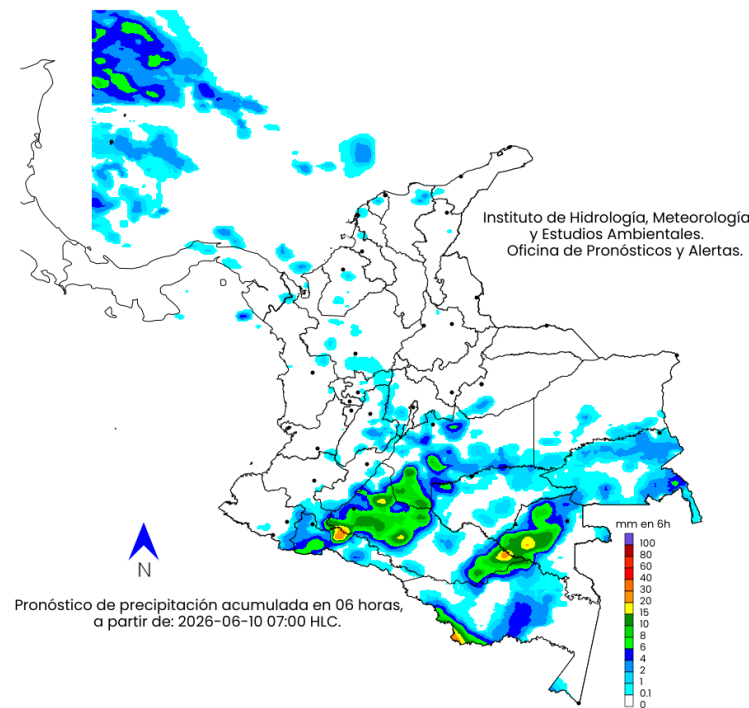 Instituto de Hidrología, Meteorología
y Estudios Ambientales.
Oficina de Pronósticos y Alertas.
mm en 6h
100
80
60
40
30
20
15
10
8
6
4
2
1
0.1
0
N
Pronóstico de precipitación acumulada en 06 horas,
a partir de: 2026-06-10 07:00 HLC.